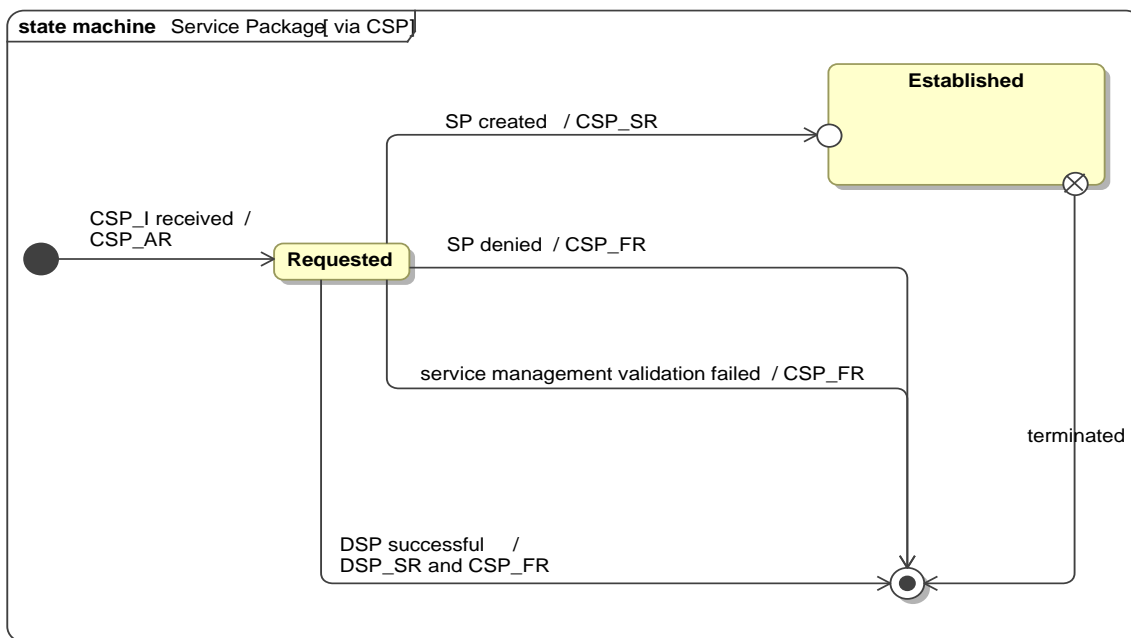 state machine Service Package[ via CSP]
Established
SP created / CSP_SR
CSP_I received /
CSP_AR
SP denied / CSP_FR
Requested
service management validation failed / CSP_FR
terminated
DSP successful /
DSP_SR and CSP_FR